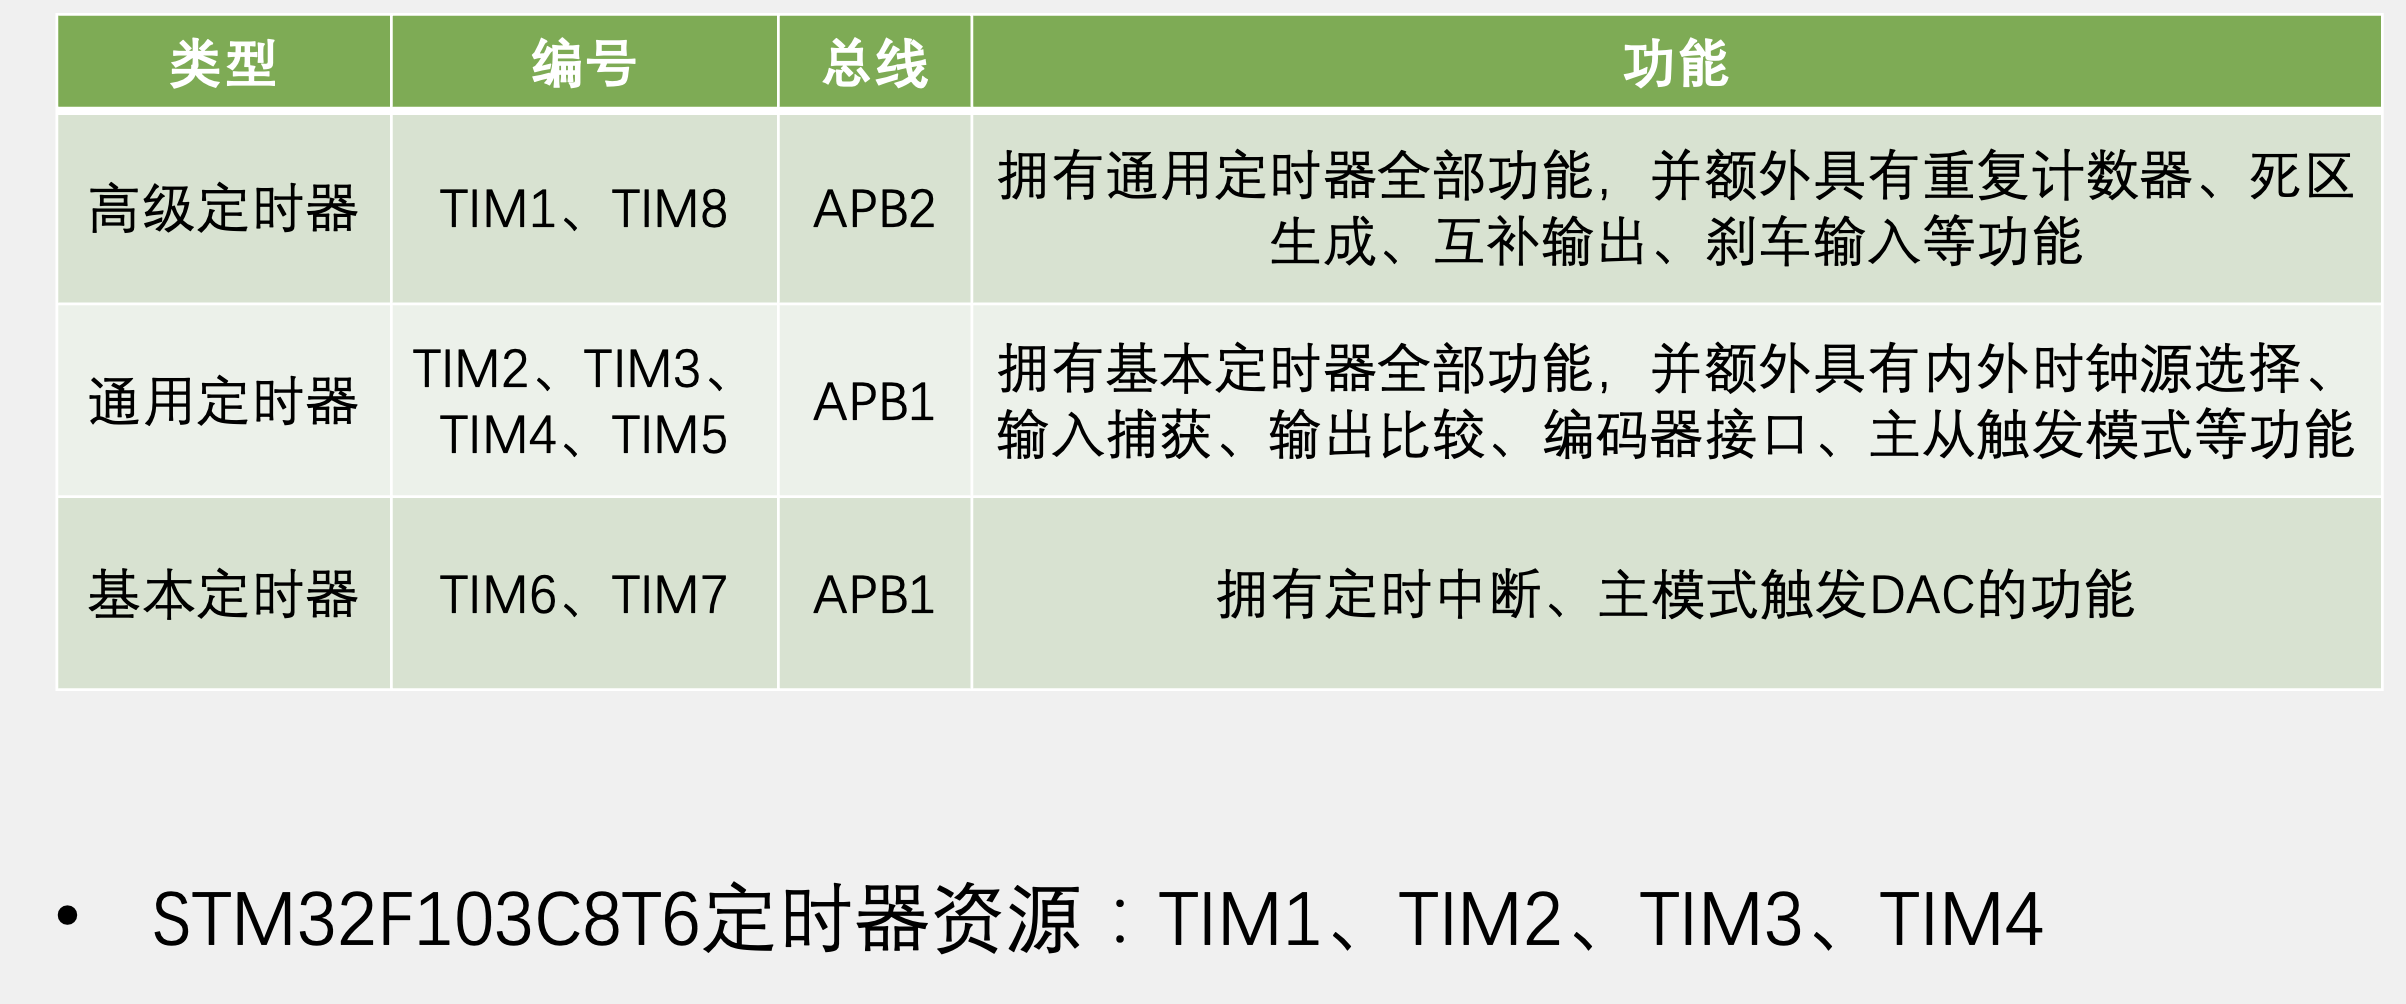 类型 编号 总线 功能
高级定时器 TIM1、TIM8 APB2 拥有通用定时器全部功能，并额外具有重复计数器、死区
生成、互补输出、刹车输入等功能
通用定时器 TIM2、TIM3、
TIM4、TIM5 APB1 拥有基本定时器全部功能，并额外具有内外时钟源选择、
输入捕获、输出比较、编码器接口、主从触发模式等功能
基本定时器 TIM6、TIM7 APB1 拥有定时中断、主模式触发DAC的功能
• STM32F103C8T6定时器资源：TIM1、TIM2、TIM3、TIM4